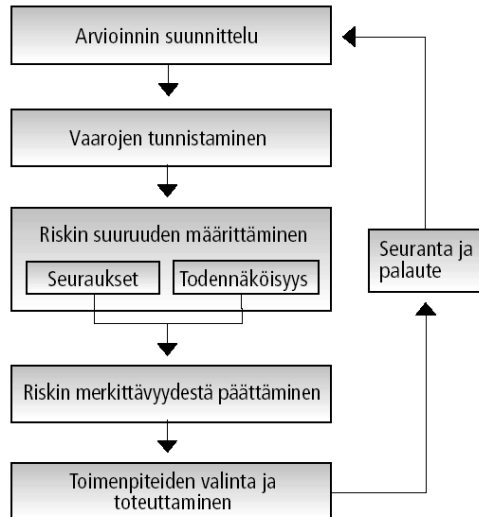 Arvioinnin suunnittelu
Vaarojen tunnistaminen
Riskin suuruuden määrittäminen
Seuraukset
Todennäköisyys
Seuranta ja
palaute
Riskin merkittävyydestä päättäminen
Toimenpiteiden valinta ja
toteuttaminen